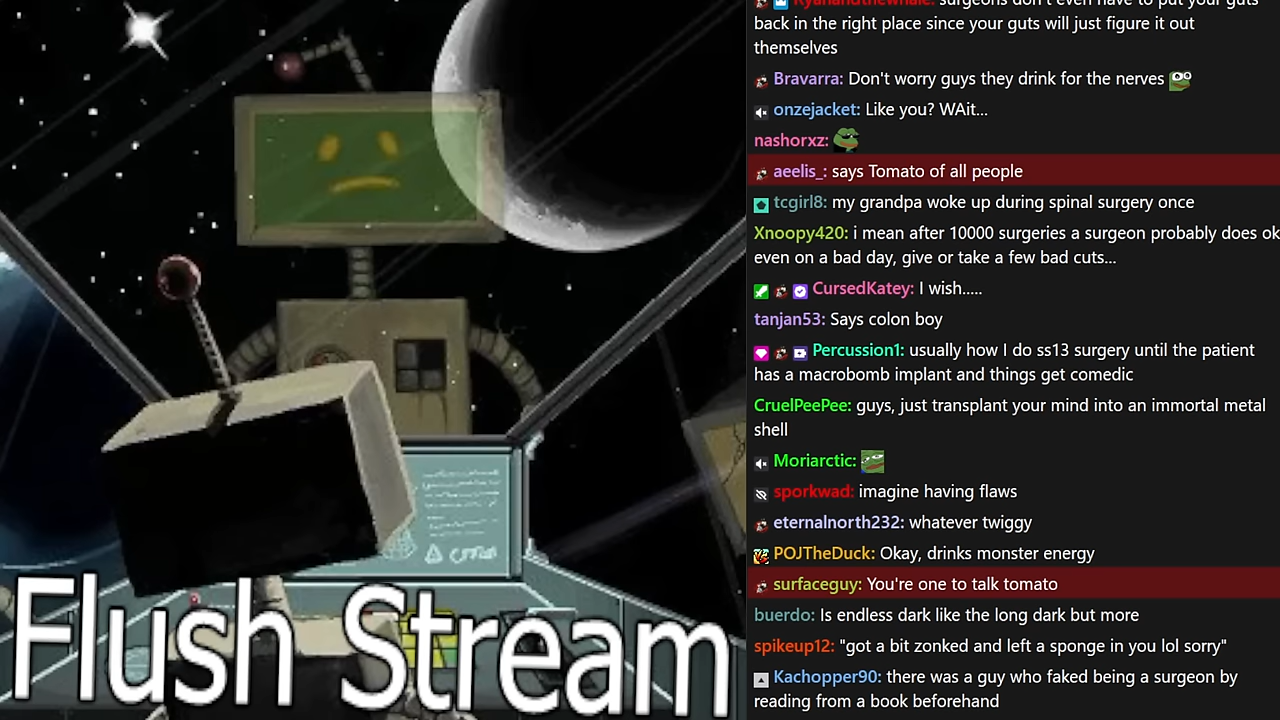 Ryanandthewhale: surgeons don't even have to put your guts
back in the right place since your guts will just figure it out
themselves
Bravarra: Don't worry guys they drink for the nerves
onzejacket: Like you? WAit...
nashorxz:
aeelis_: says Tomato of all people
tcgirl8: my grandpa woke up during spinal surgery once
Xnoopy420: i mean after 10000 surgeries a surgeon probably does ok
even on a bad day, give or take a few bad cuts...
CursedKatey: I wish.....
tanjan53: Says colon boy
Percussion1: usually how I do ss13 surgery until the patient
has a macrobomb implant and things get comedic
CruelPeePee: guys, just transplant your mind into an immortal metal
shell
Moriarctic:
sporkwad: imagine having flaws
eternalnorth232: whatever twiggy
POJTheDuck: Okay, drinks monster energy
surfaceguy: You're one to talk tomato
buerdo: Is endless dark like the long dark but more
spikeup12: "got a bit zonked and left a sponge in you lol sorry"
Kachopper90: there was a guy who faked being a surgeon by
reading from a book beforehand
Flush Stream